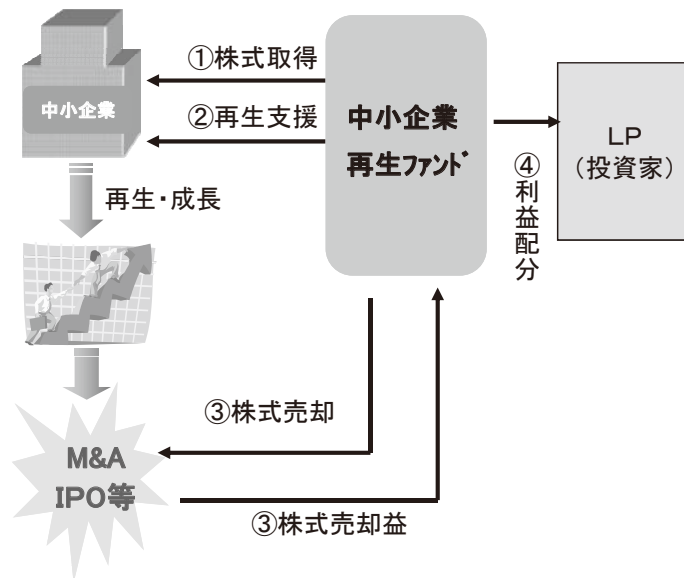 ①株式取得
中小企業
②再生支援
中小企業
再生ファンド
LP
(投資家)
④利益配分
再生・成長
③株式売却
M&A
IPO等
③株式売却益